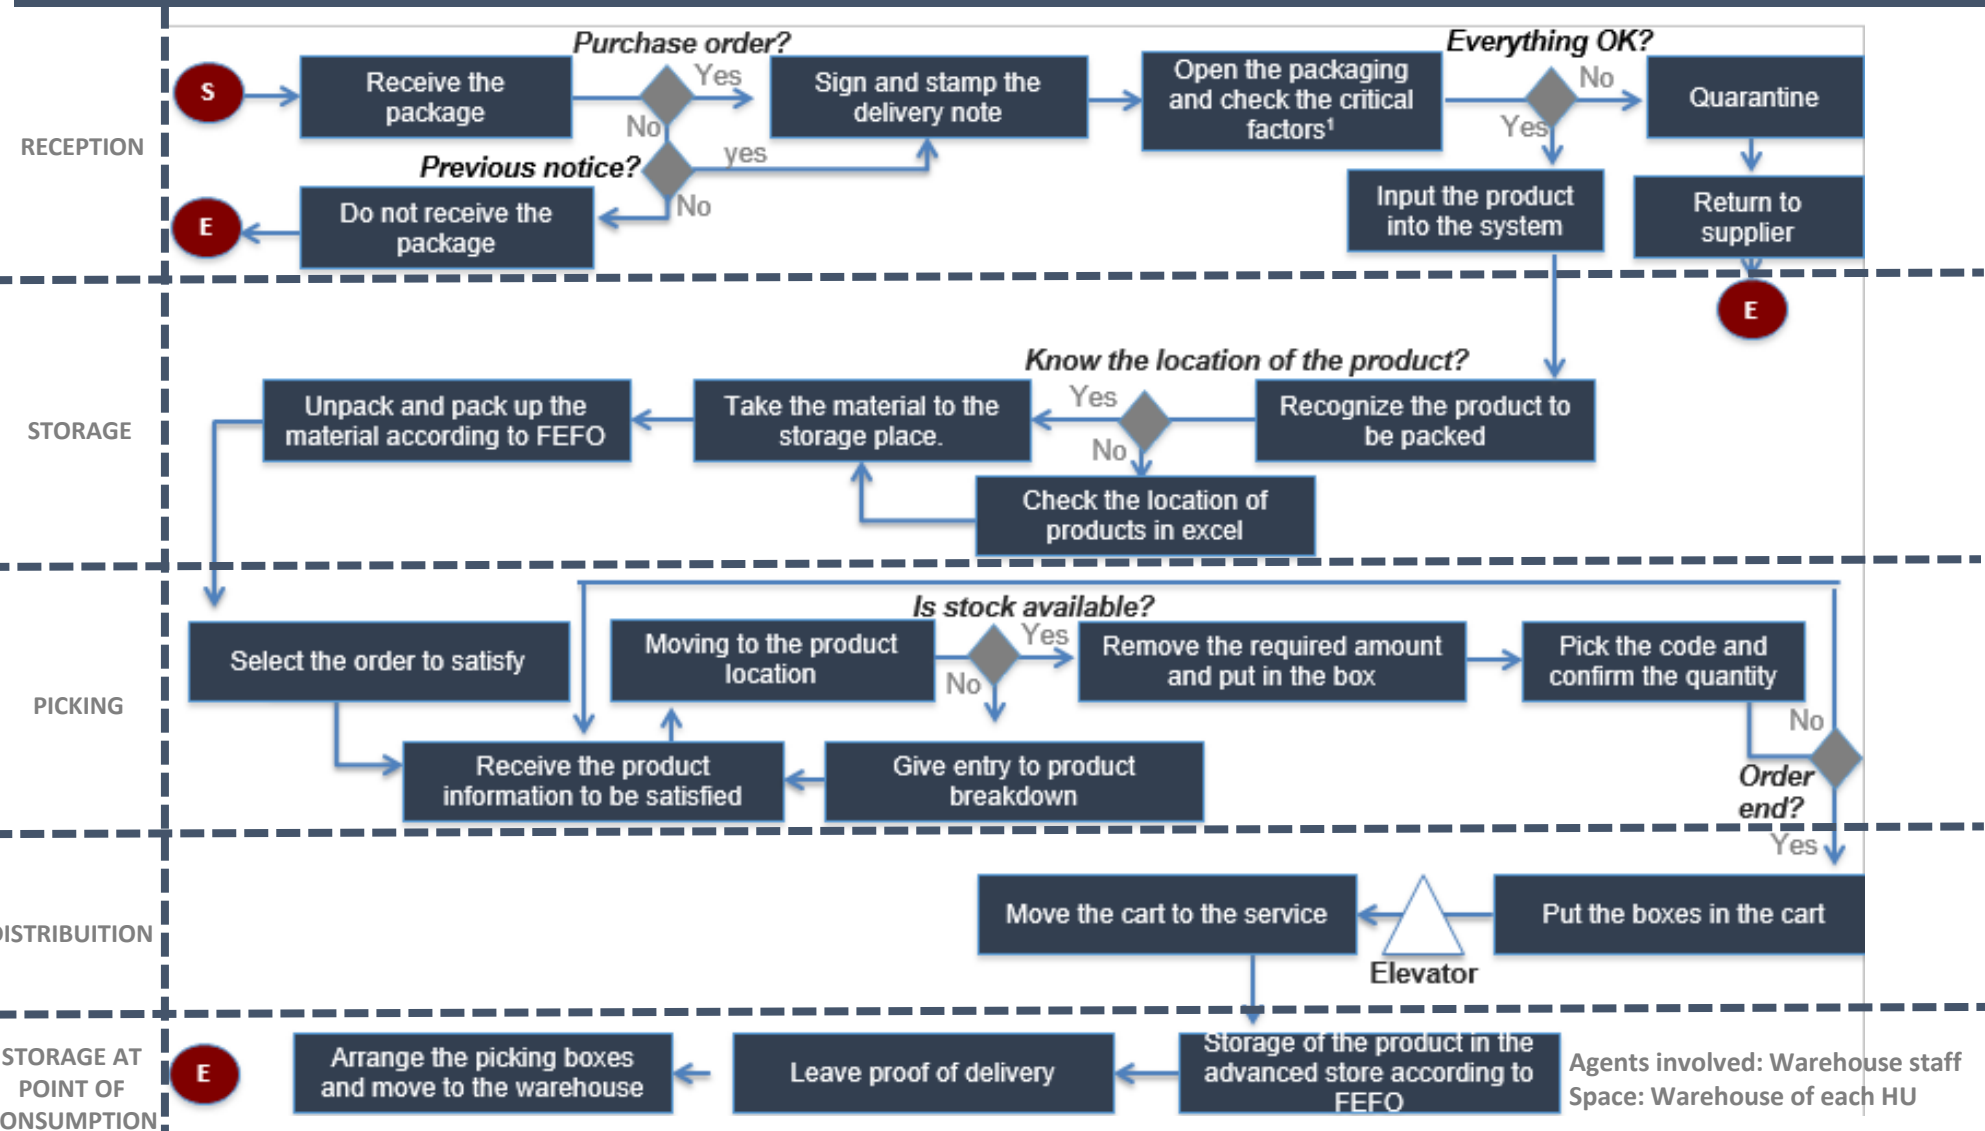 Purchase order?
Everything OK?
S
Receive the
package
Yes
No
Sign and stamp the
delivery note
Open the packaging
and check the critical
factors¹
No
Yes
Quarantine
RECEPTION
Previous notice?
yes
No
E
Do not receive the
package
Input the product
into the system
Return to
supplier
E
Know the location of the product?
STORAGE
Unpack and pack up the
material according to FEFO
Take the material to the
storage place.
Yes
No
Recognize the product to
be packed
Check the location of
products in excel
Is stock available?
PICKING
Select the order to satisfy
Moving to the product
location
Yes
No
Remove the required amount
and put in the box
Pick the code and
confirm the quantity
No
Receive the product
information to be satisfied
Give entry to product
breakdown
Order
end?
Yes
DISTRIBUITION
Move the cart to the service
Elevator
Put the boxes in the cart
STORAGE AT
POINT OF
ONSUMPTION
E
Arrange the picking boxes
and move to the warehouse
Leave proof of delivery
Storage of the product in the
advanced store according to
FEFO
Agents involved: Warehouse staff
Space: Warehouse of each HU